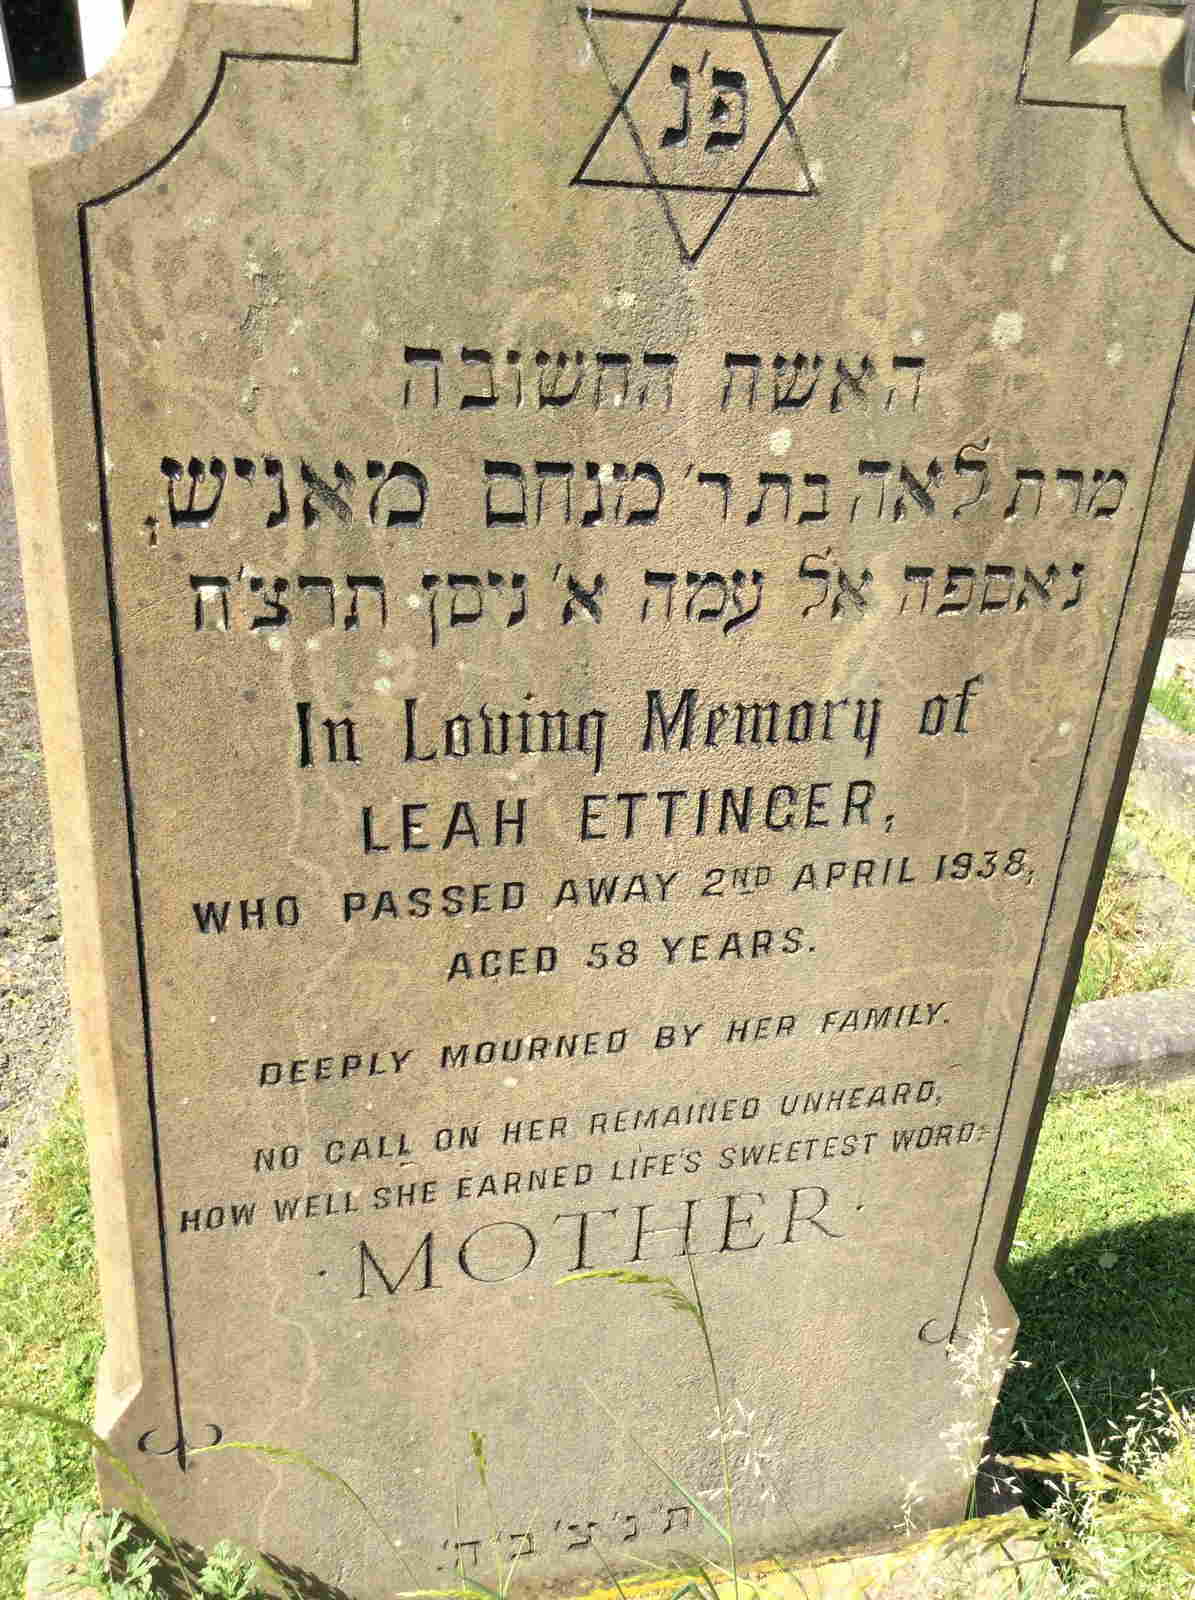 פ'נ
האשה החשובה
מרת לאה בת ר' מנחם מאניש,
נאספה אל עמה א' ניסן תרצ'ח
In Loving Memory of
LEAH ETTINGER,
WHO PASSED AWAY 2ND APRIL 1938,
AGED 58 YEARS.
DEEPLY MOURNED BY HER FAMILY.
NO CALL ON HER REMAINED UNHEARD,
HOW WELL SHE EARNED LIFE'S SWEETEST WORD:-
· MOTHER ·
ת'נ'צ'ב'ה'.